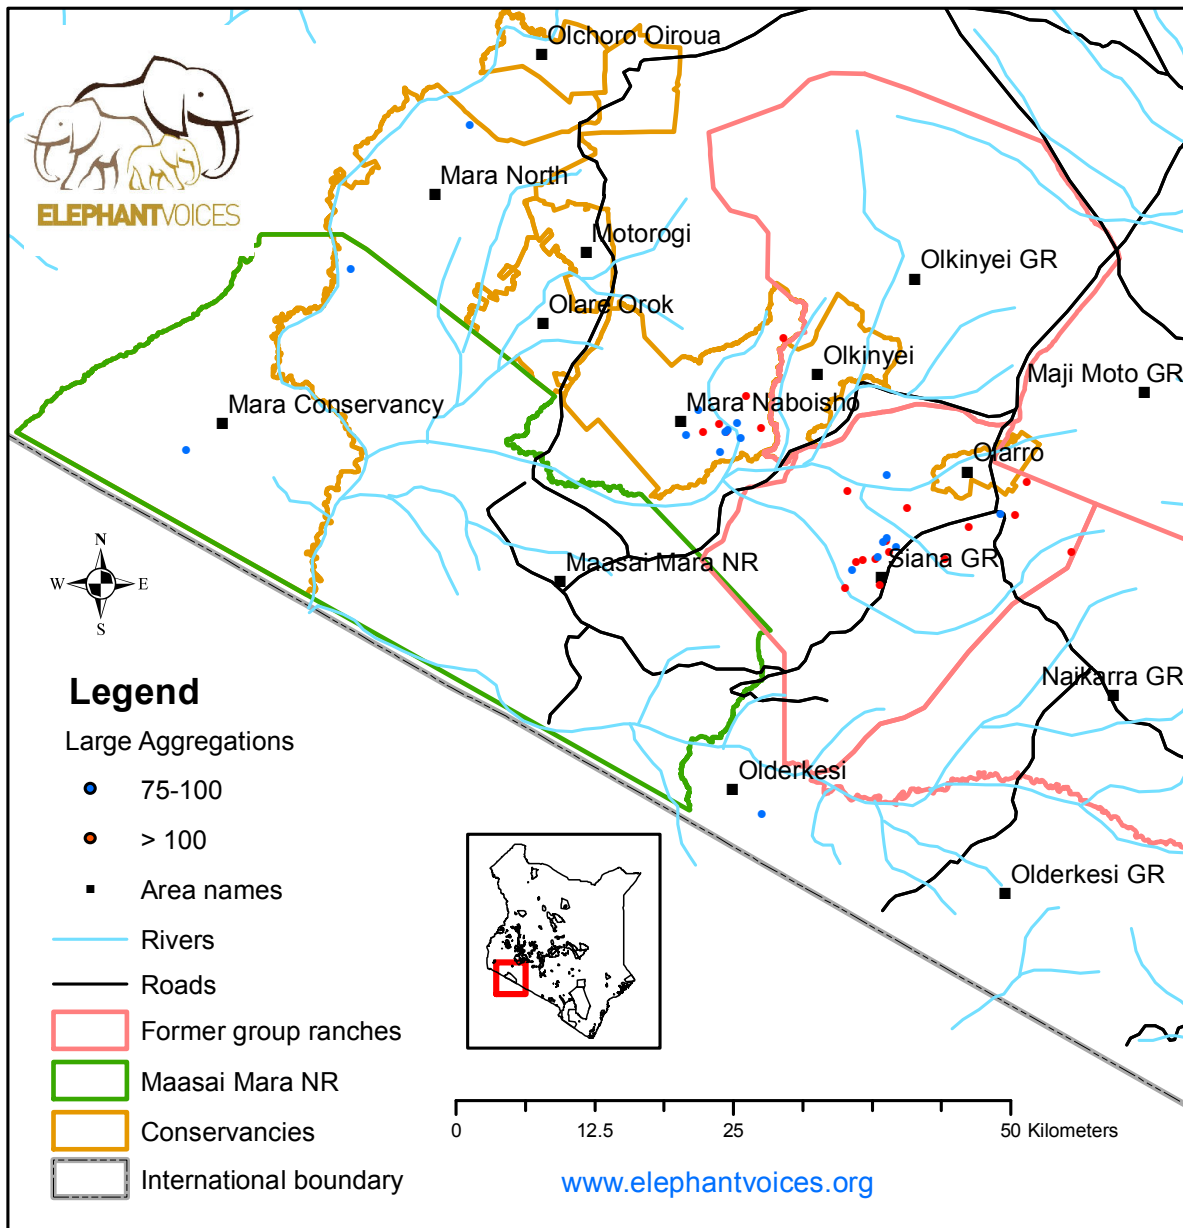 Olchoro Oiroua
ELEPHANTVOICES
Mara North
Motorogi
Olkinyei GR
Olare Orok
Olkinyei
Maji Moto GR
Mara Conservancy
Mara Naboisho
Olarro
N
W E
S
Maasai Mara NR
Siana GR
Naikarra GR
Olderkesi
Olderkesi GR
Legend
Large Aggregations
75-100
> 100
Area names
Rivers
Roads
Former group ranches
Maasai Mara NR
Conservancies
International boundary
0 12.5 25 50 Kilometers
www.elephantvoices.org